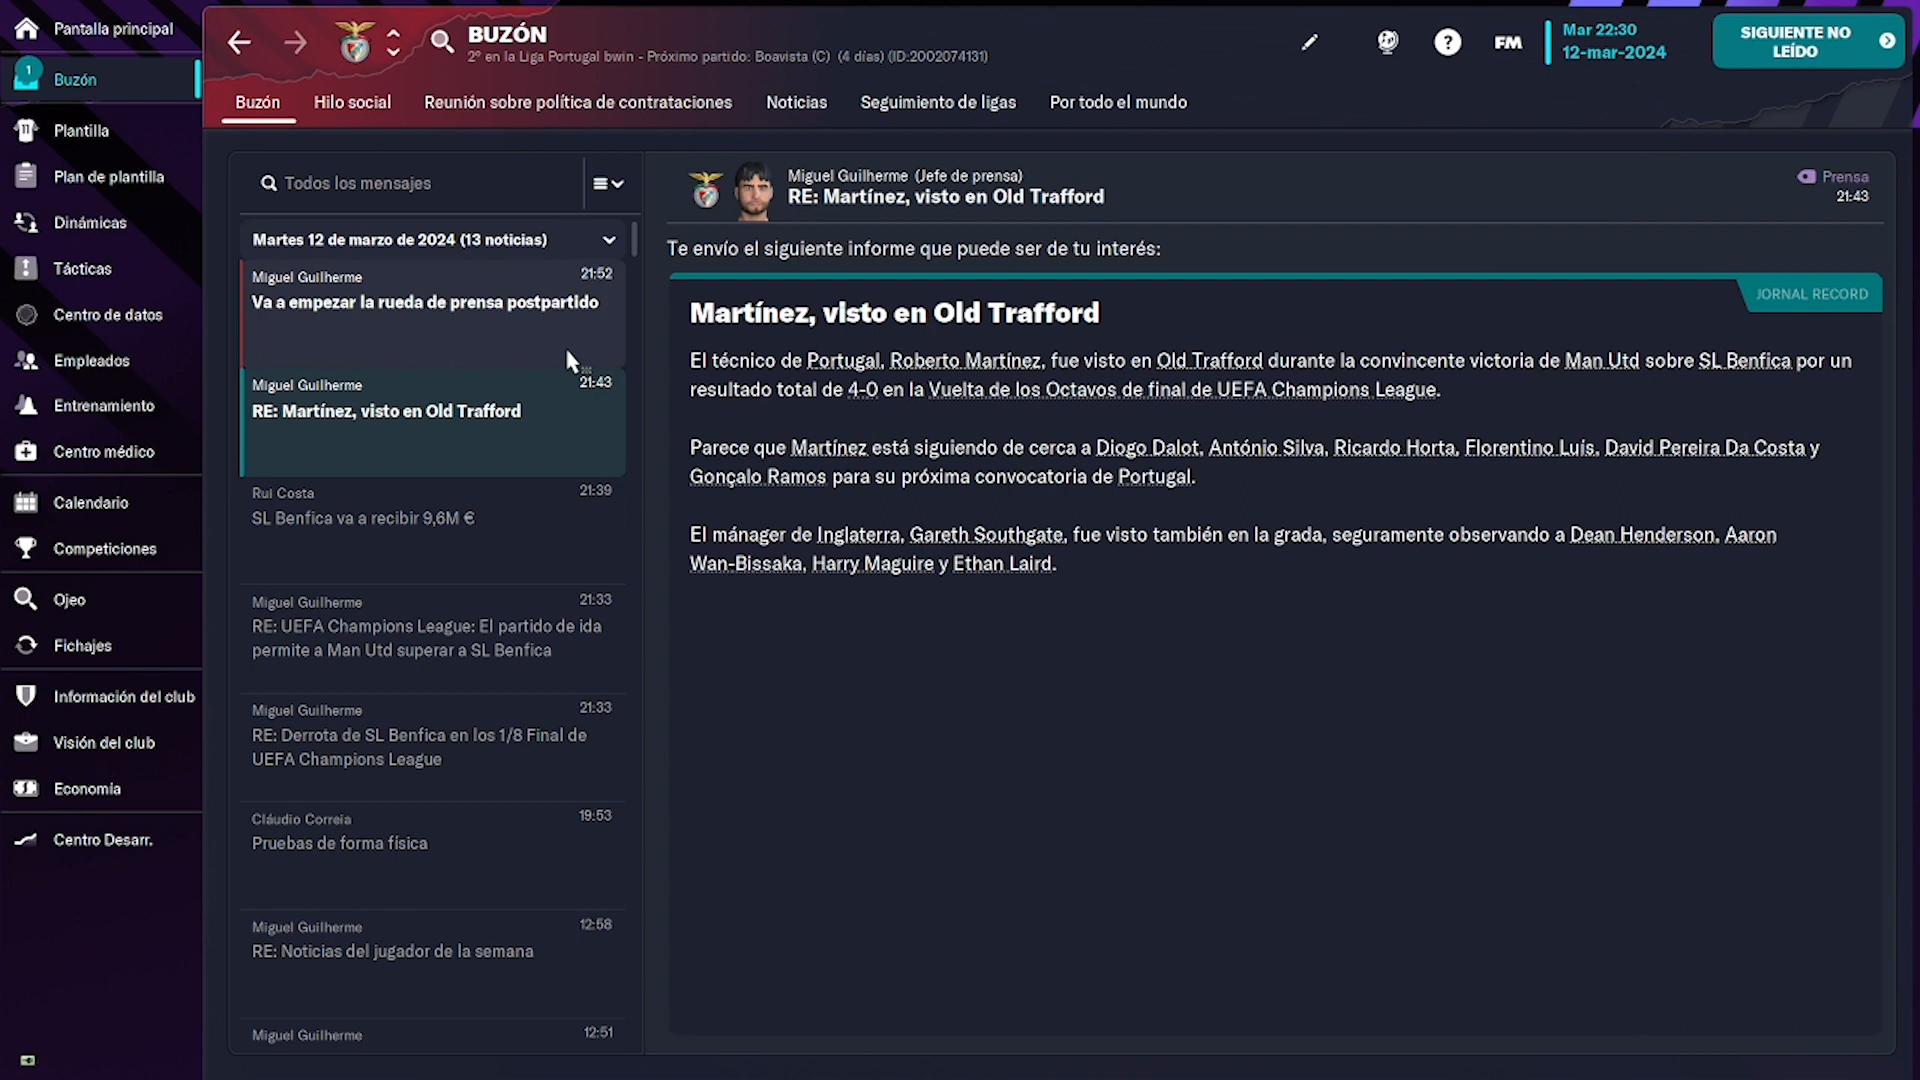 Pantalla principal
1
Buzón
Plantilla
Plan de plantilla
Dinámicas
Tácticas
Centro de datos
Empleados
Entrenamiento
Centro médico
Calendario
Competiciones
Ojeo
Fichajes
Información del club
Visión del club
Economía
Centro Desarr.
BUZÓN
2º en la Liga Portugal bwin - Próximo partido: Boavista (C) (4 días) (ID:2002074131)
FM
Mar 22:30
12-mar-2024
SIGUIENTE NO
LEÍDO
Buzón
Hilo social
Reunión sobre política de contrataciones
Noticias
Seguimiento de ligas
Por todo el mundo
Todos los mensajes
Martes 12 de marzo de 2024 (13 noticias)
Miguel Guilherme 21:52
Va a empezar la rueda de prensa postpartido
Miguel Guilherme 21:43
RE: Martínez, visto en Old Trafford
Rui Costa 21:39
SL Benfica va a recibir 9,6M €
Miguel Guilherme 21:33
RE: UEFA Champions League: El partido de ida
permite a Man Utd superar a SL Benfica
Miguel Guilherme 21:33
RE: Derrota de SL Benfica en los 1/8 Final de
UEFA Champions League
Cláudio Correia 19:53
Pruebas de forma física
Miguel Guilherme 12:58
RE: Noticias del jugador de la semana
Miguel Guilherme 12:51
Miguel Guilherme (Jefe de prensa)
RE: Martínez, visto en Old Trafford
Prensa
21:43
Te envío el siguiente informe que puede ser de tu interés:
JORNAL RECORD
Martínez, visto en Old Trafford
El técnico de Portugal, Roberto Martínez, fue visto en Old Trafford durante la convincente victoria de Man Utd sobre SL Benfica por un
resultado total de 4-0 en la Vuelta de los Octavos de final de UEFA Champions League.
Parece que Martínez está siguiendo de cerca a Diogo Dalot, António Silva, Ricardo Horta, Florentino Luís, David Pereira Da Costa y
Gonçalo Ramos para su próxima convocatoria de Portugal.
El mánager de Inglaterra, Gareth Southgate, fue visto también en la grada, seguramente observando a Dean Henderson, Aaron
Wan-Bissaka, Harry Maguire y Ethan Laird.